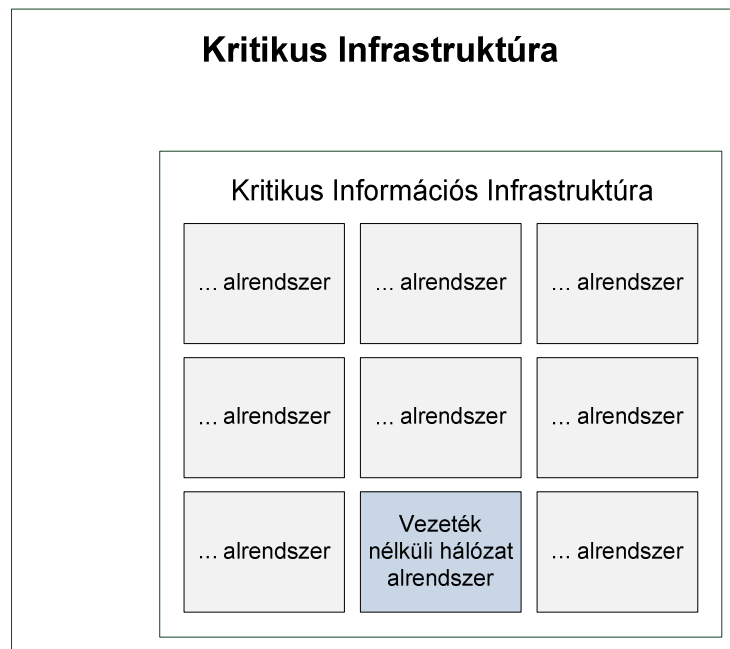 Kritikus Infrastruktúra
Kritikus Információs Infrastruktúra
... alrendszer
... alrendszer
... alrendszer
... alrendszer
... alrendszer
... alrendszer
... alrendszer
Vezeték
nélküli hálózat
alrendszer
... alrendszer